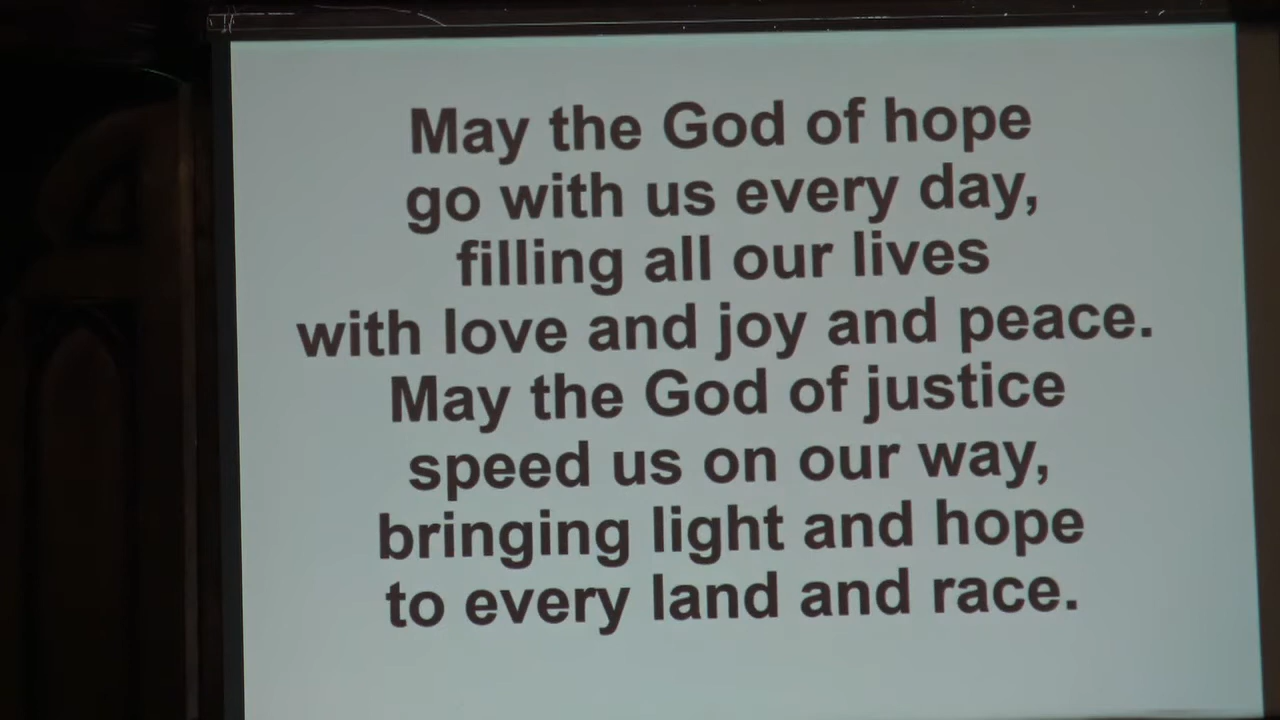 May the God of hope
go with us every day,
filling all our lives
with love and joy and peace.
May the God of justice
speed us on our way,
bringing light and hope
to every land and race.